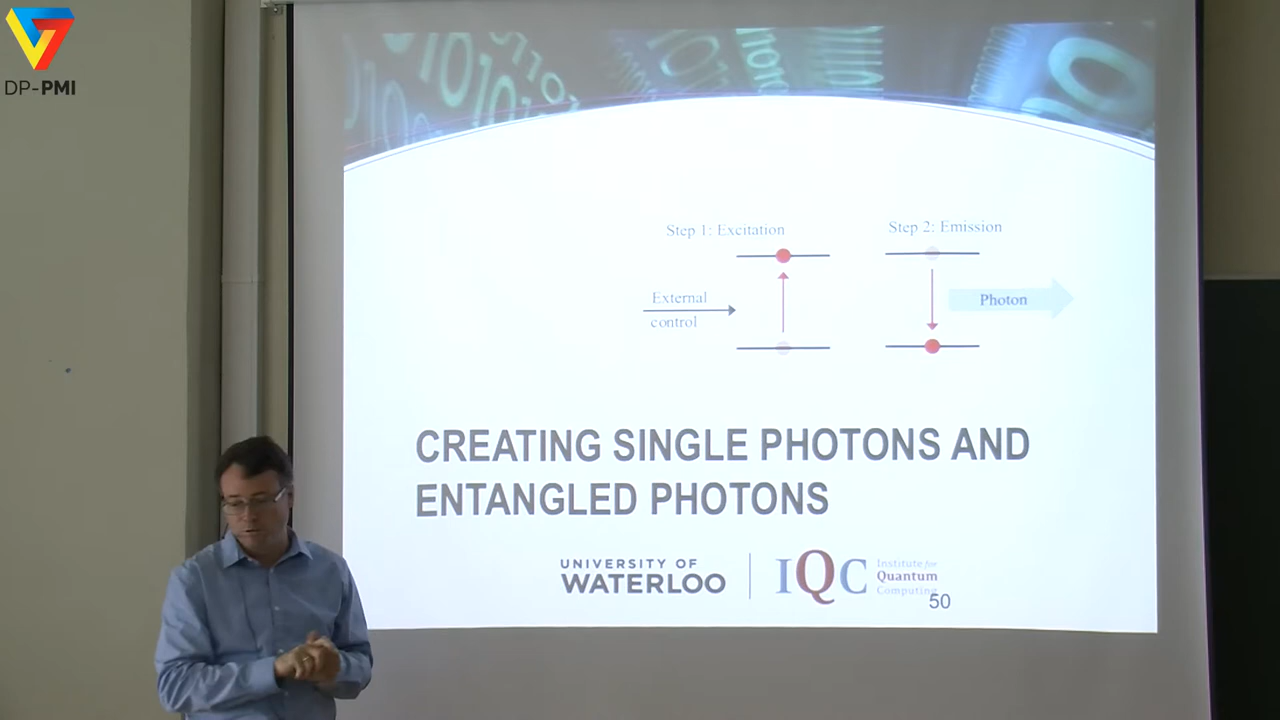 DP-PMI
Step 1: Excitation
Step 2: Emission
External
control
Photon
CREATING SINGLE PHOTONS AND
ENTANGLED PHOTONS
UNIVERSITY OF
WATERLOO
IQC
Institute for
Quantum
Computing
50